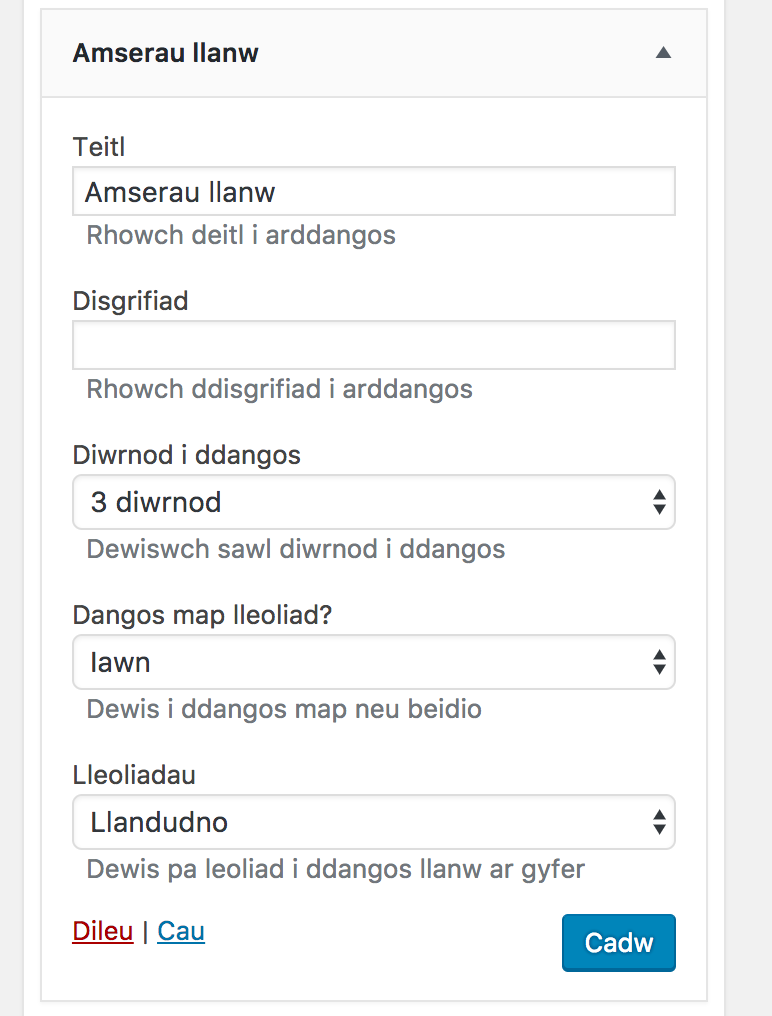 Amserau llanw
Teitl
Amserau llanw
Rhowch deitl i arddangos
Disgrifiad
Rhowch ddisgrifiad i arddangos
Diwrnod i ddangos
3 diwrnod
Dewiswch sawl diwrnod i ddangos
Dangos map lleoliad?
Iawn
Dewis i ddangos map neu beidio
Lleoliadau
Llandudno
Dewis pa leoliad i ddangos llanw ar gyfer
Dileu | Cau
Cadw